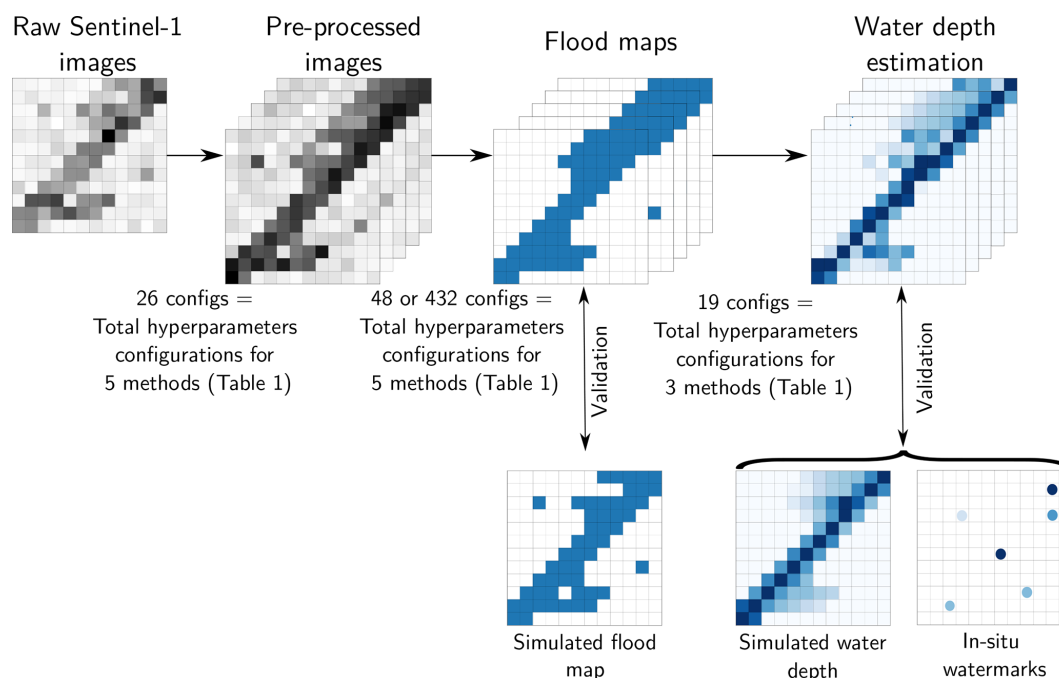 Raw Sentinel-1
images
Pre-processed
images
Flood maps
Water depth
estimation
26 configs =
Total hyperparameters
configurations for
5 methods (Table 1)
48 or 432 configs =
Total hyperparameters
configurations for
5 methods (Table 1)
Validation
19 configs =
Total hyperparameters
configurations for
3 methods (Table 1)
Validation
Simulated flood
map
Simulated water
depth
In-situ
watermarks